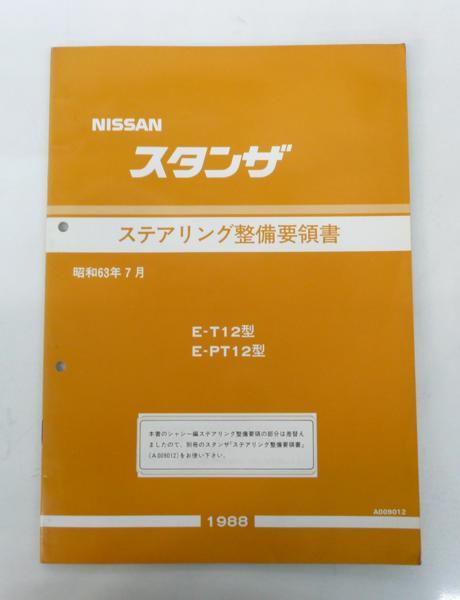 NISSAN
スタンザ
ステアリング整備要領書
昭和63年7月
E-T12型
E-PT12型
本書のシャシー編ステアリング整備要領の部分は差替え
ましたので、別冊のスタンザ「ステアリング整備要領書」
(A009012)をお使い下さい。
A009012
1988